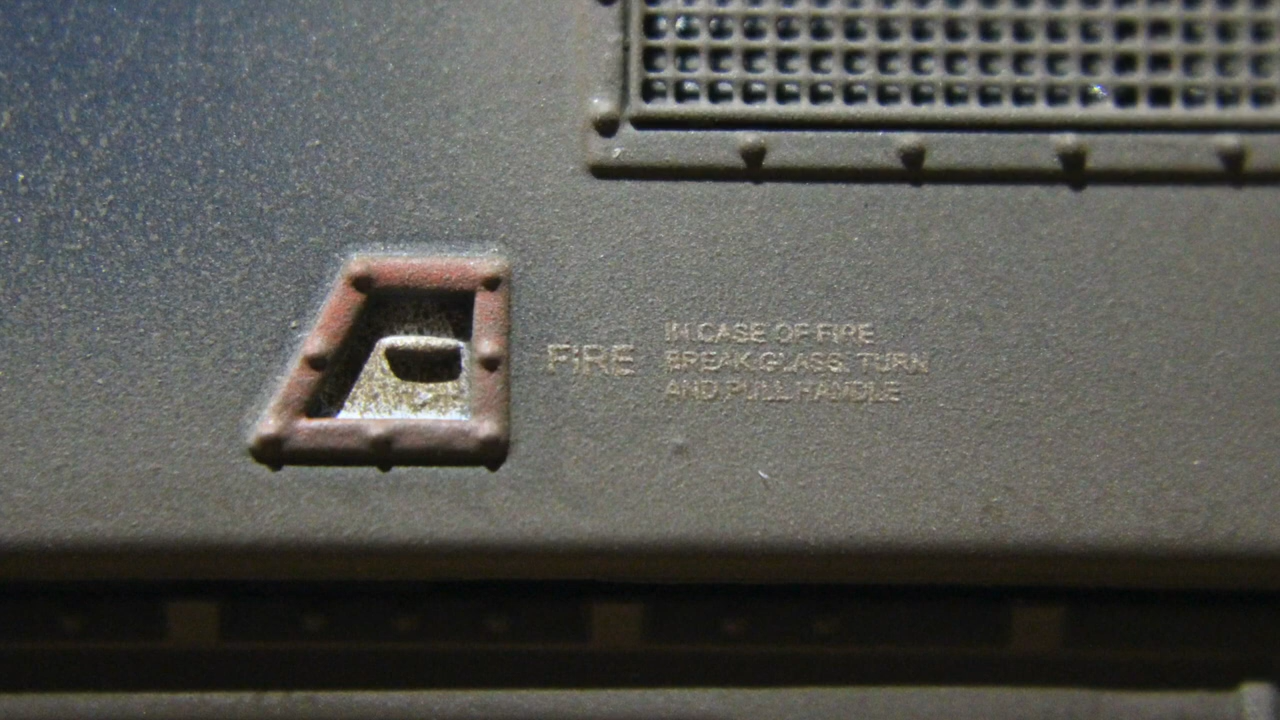 FIRE
IN CASE OF FIRE
BREAK GLASS, TURN
AND PULL HANDLE